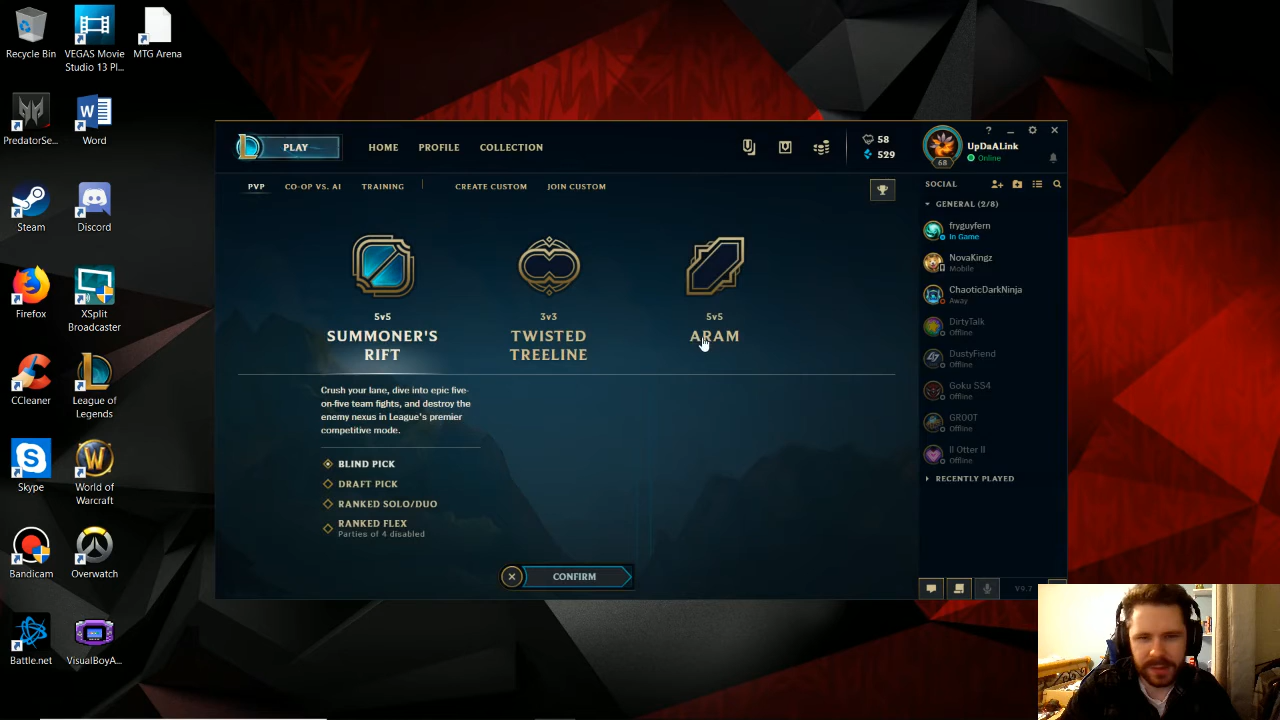 Recycle Bin
VEGAS Movie
Studio 13 Pl...
MTG Arena
PredatorSe...
Word
Steam
Discord
Firefox
XSplit
Broadcaster
CCleaner
League of
Legends
Skype
World of
Warcraft
Bandicam
Overwatch
Battle.net
VisualBoyA...
PLAY
HOME
PROFILE
COLLECTION
58
529
?
68
UpDaALink
Online
PVP
CO-OP VS. AI
TRAINING
CREATE CUSTOM
JOIN CUSTOM
5v5
SUMMONER'S
RIFT
3v3
TWISTED
TREELINE
5v5
ARAM
Crush your lane, dive into epic five-
on-five team fights, and destroy the
enemy nexus in League's premier
competitive mode.
BLIND PICK
DRAFT PICK
RANKED SOLO/DUO
RANKED FLEX
Parties of 4 disabled
CONFIRM
SOCIAL
GENERAL (2/8)
fryguyfern
In Game
NovaKingz
Mobile
ChaoticDarkNinja
Away
DirtyTalk
Offline
DustyFiend
Offline
Goku SS4
Offline
GR00T
Offline
ll Otter ll
Offline
RECENTLY PLAYED
V9.7